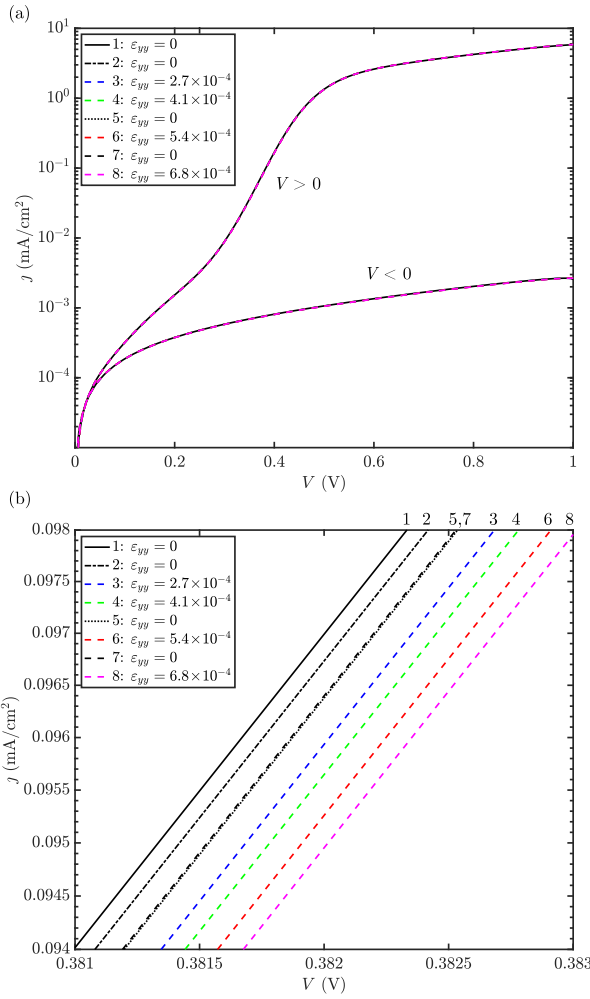 (a)
10^1
10^0
10^-1
10^-2
10^-3
10^-4
j (mA/cm^2)
1: ε_yy = 0
2: ε_yy = 0
3: ε_yy = 2.7×10^-4
4: ε_yy = 4.1×10^-4
5: ε_yy = 0
6: ε_yy = 5.4×10^-4
7: ε_yy = 0
8: ε_yy = 6.8×10^-4
V > 0
V < 0
0 0.2 0.4 0.6 0.8 1
V (V)
(b)
1 2 5,7 3 4 6 8
0.098
0.0975
0.097
0.0965
0.096
0.0955
0.095
0.0945
0.094
j (mA/cm^2)
1: ε_yy = 0
2: ε_yy = 0
3: ε_yy = 2.7×10^-4
4: ε_yy = 4.1×10^-4
5: ε_yy = 0
6: ε_yy = 5.4×10^-4
7: ε_yy = 0
8: ε_yy = 6.8×10^-4
0.381 0.3815 0.382 0.3825 0.383
V (V)